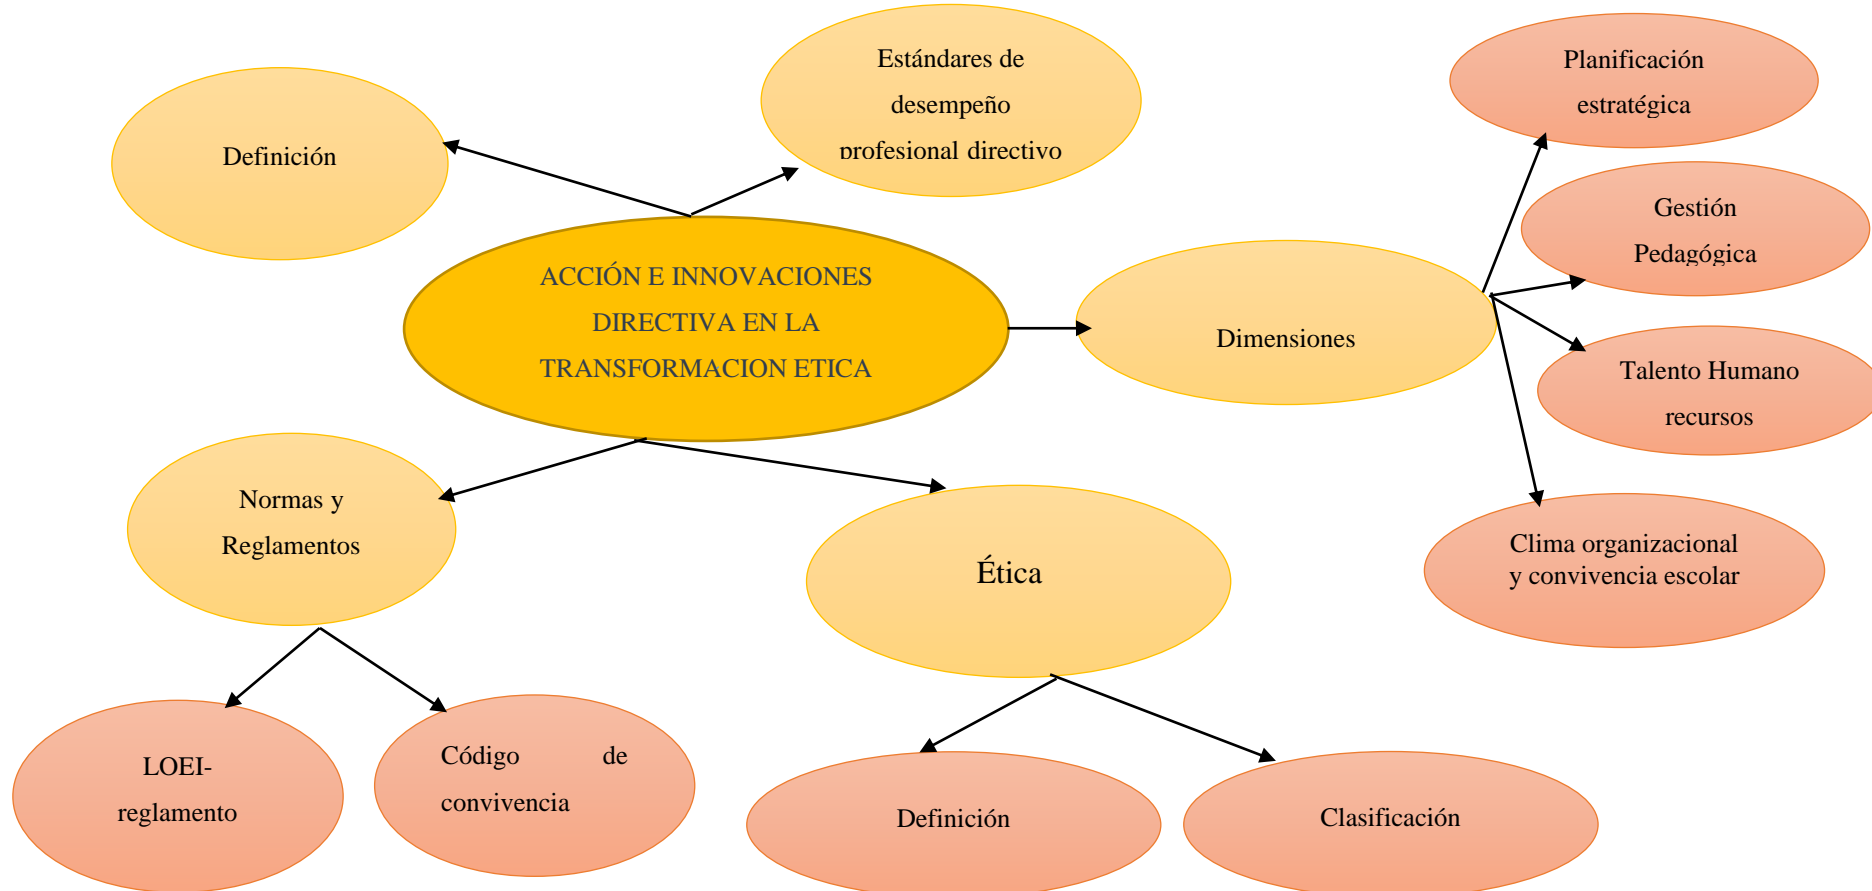 Estándares de
desempeño
profesional directivo
Planificación
estratégica
Definición
Gestión
Pedagógica
ACCIÓN E INNOVACIONES
DIRECTIVA EN LA
TRANSFORMACION ETICA
Dimensiones
Talento Humano
recursos
Normas y
Reglamentos
Ética
Clima organizacional
y convivencia escolar
LOEI-
reglamento
Código de
convivencia
Definición
Clasificación